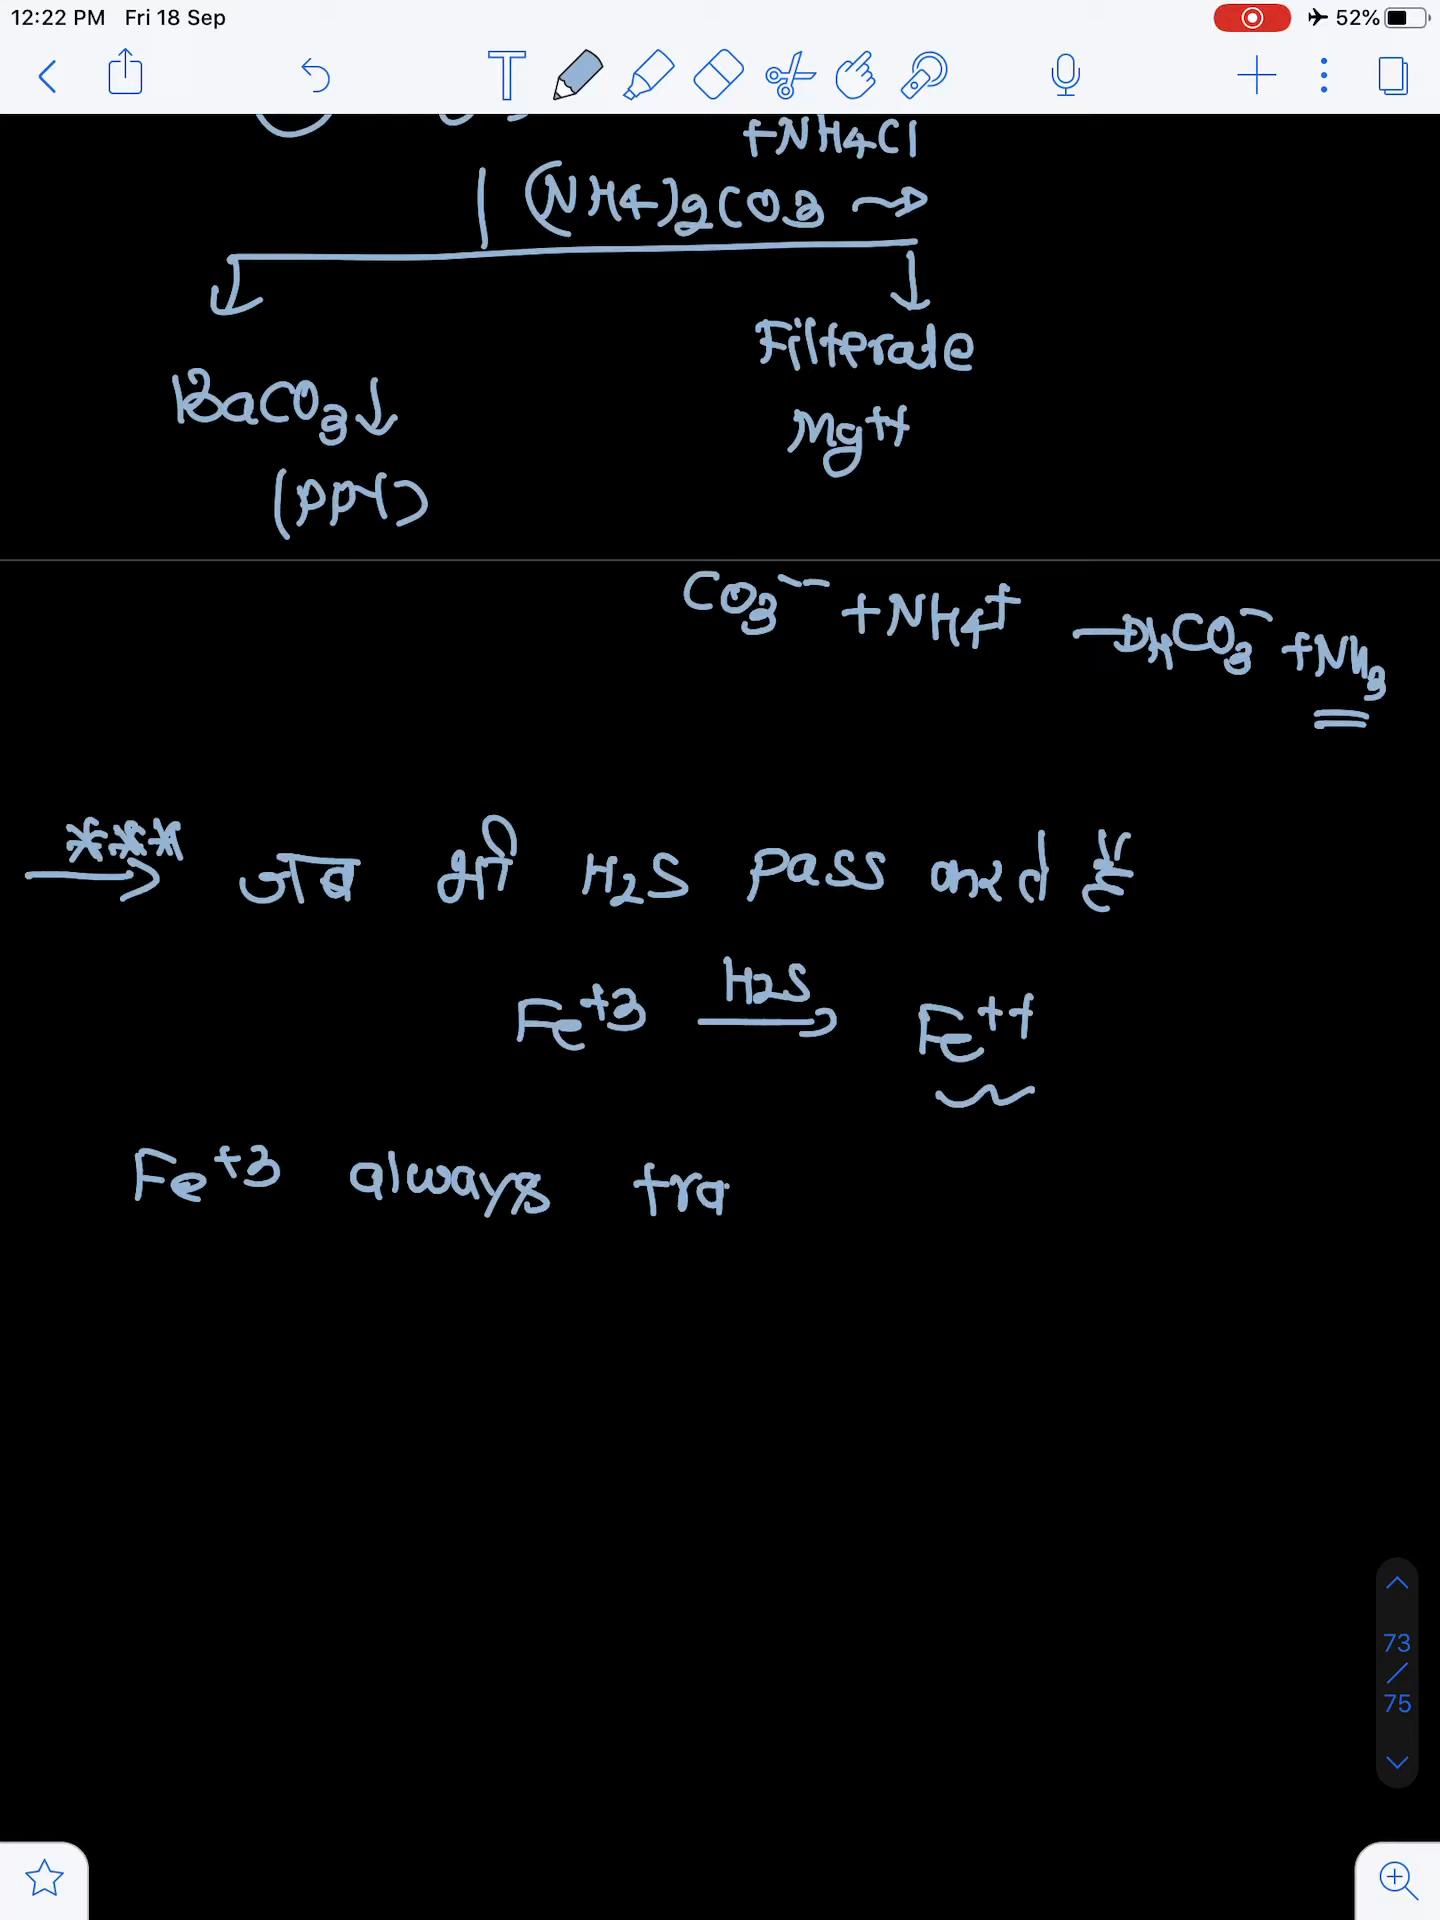 12:22 PM Fri 18 Sep 52%
T
+NH4Cl
(NH4)2CO3 →
Filterate
BaCO3↓
Mg++
(PPt)
CO3-- + NH4+ → HCO3- + NH3
*** जब भी H2S pass करते हैं
Fe+3 H2S → Fe++
Fe+3 always tra
73
/
75